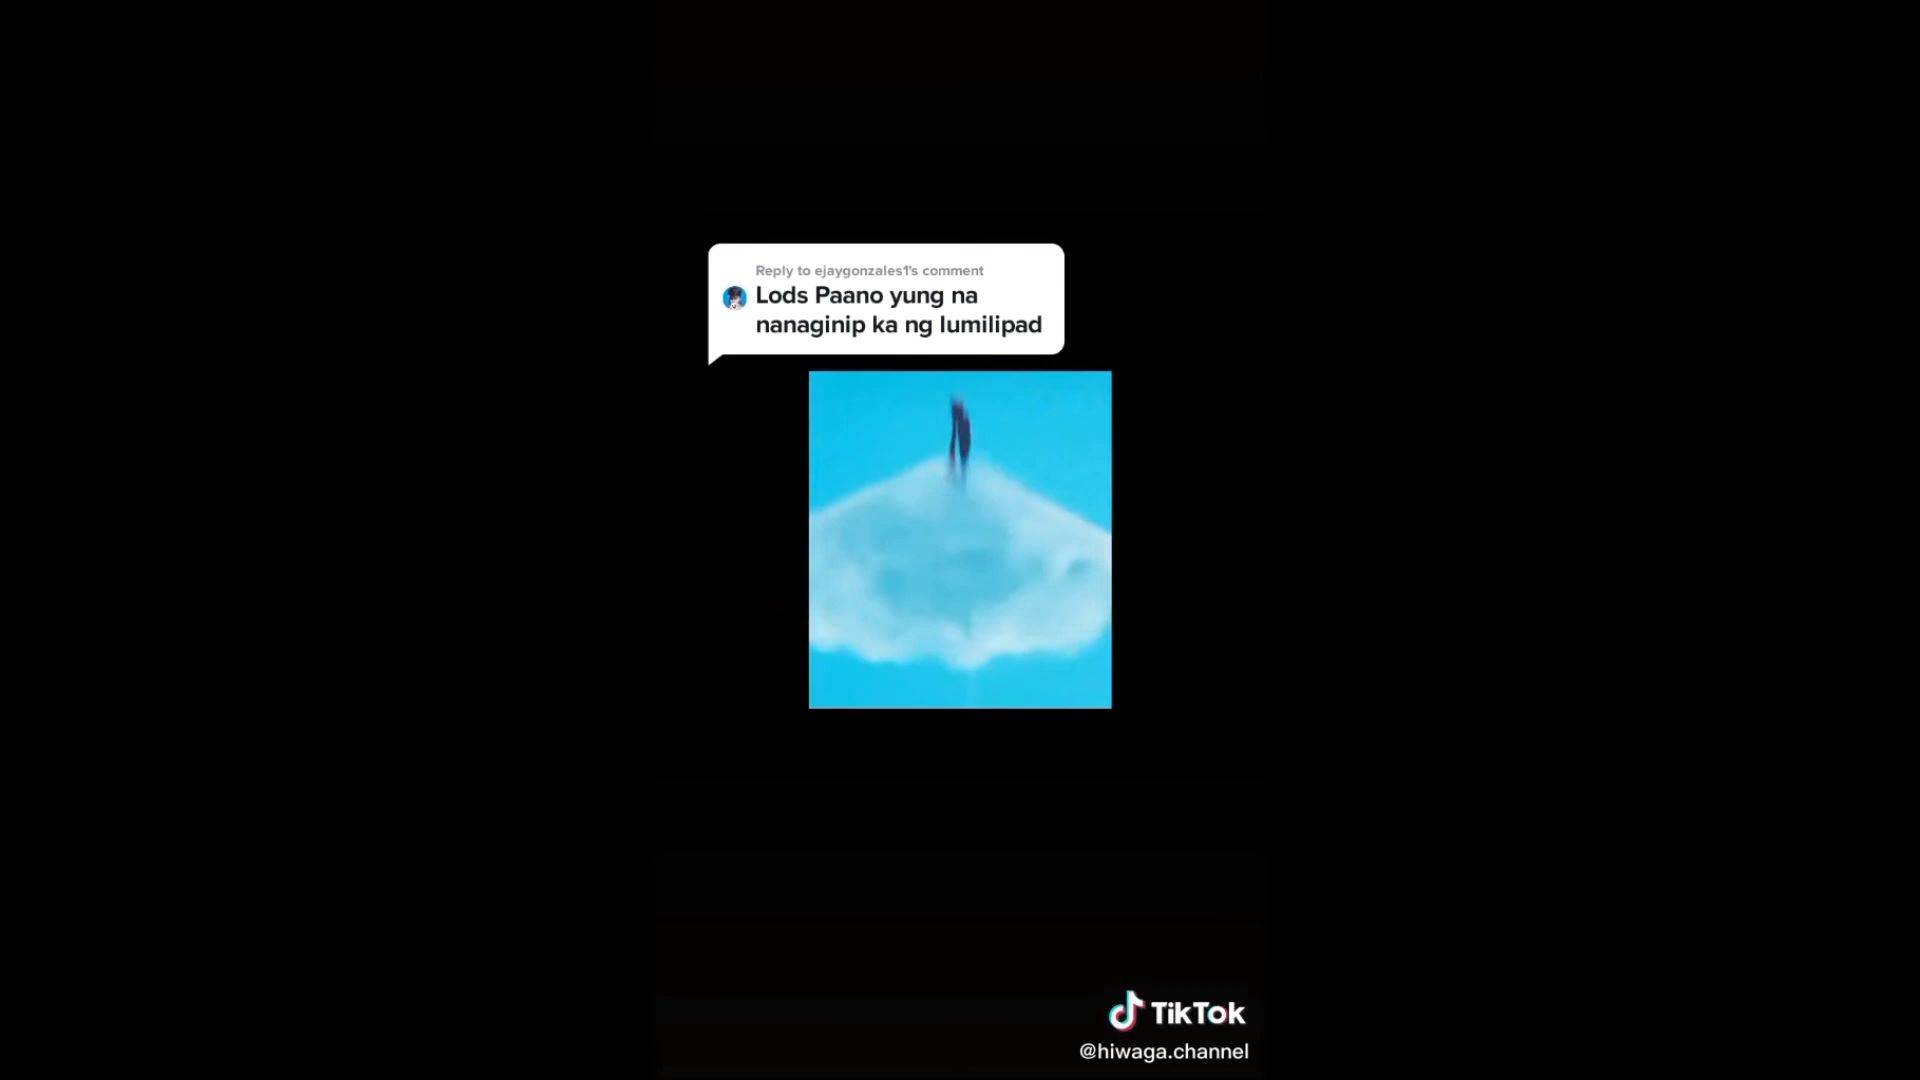 Reply to ejaygonzales1's comment
Lods Paano yung na
nanaginip ka ng lumilipad
TikTok
@hiwaga.channel